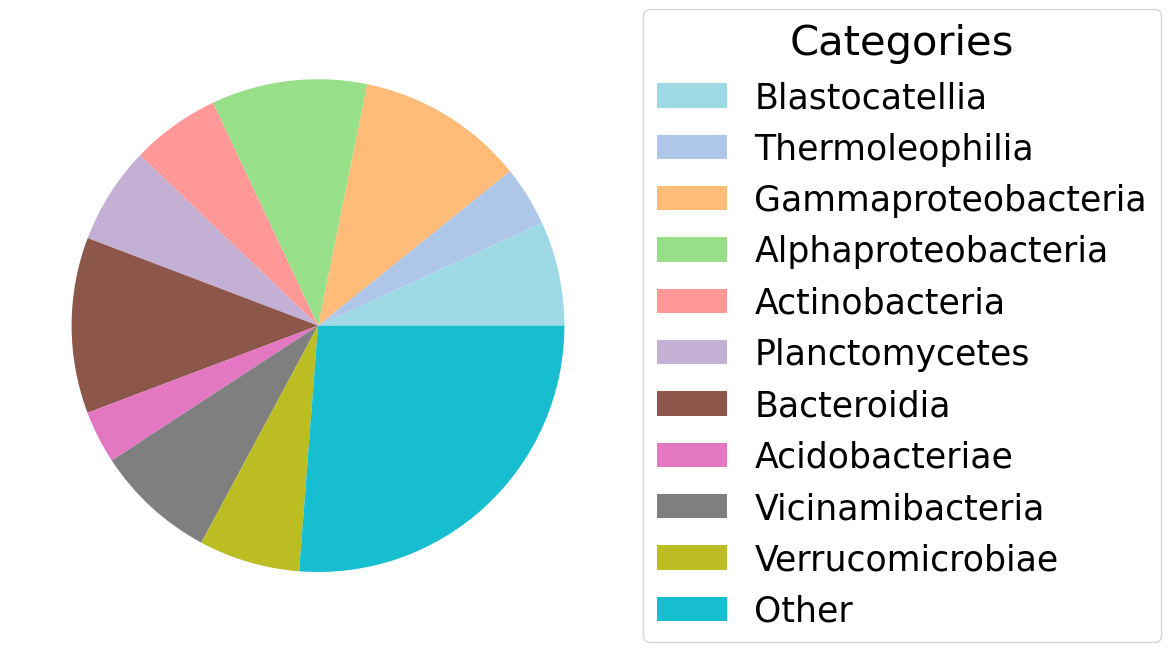 Categories
Blastocatellia
Thermoleophilia
Gammaproteobacteria
Alphaproteobacteria
Actinobacteria
Planctomycetes
Bacteroidia
Acidobacteriae
Vicinamibacteria
Verrucomicrobiae
Other